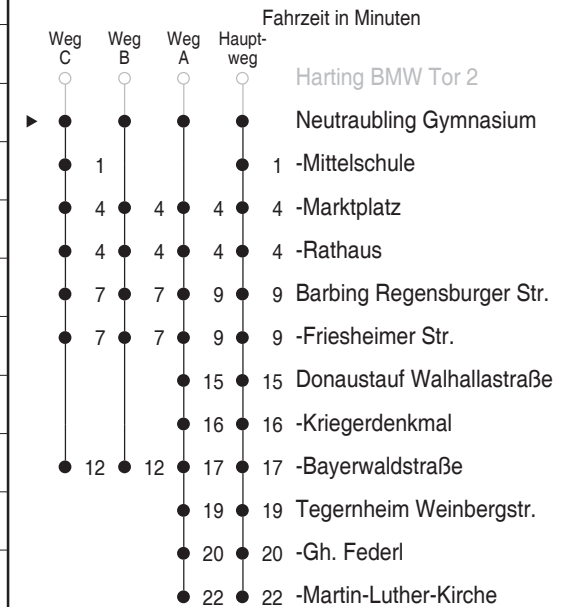 Fahrzeit in Minuten
Weg C Weg B Weg A Haupt-weg
Harting BMW Tor 2
Neutraubling Gymnasium
1 1 -Mittelschule
4 4 4 4 -Marktplatz
4 4 4 4 -Rathaus
7 7 9 9 Barbing Regensburger Str.
7 7 9 9 -Friesheimer Str.
15 15 Donaustauf Walhallastraße
16 16 -Kriegerdenkmal
12 12 17 17 -Bayerwaldstraße
19 19 Tegernheim Weinbergstr.
20 20 -Gh. Federl
22 22 -Martin-Luther-Kirche